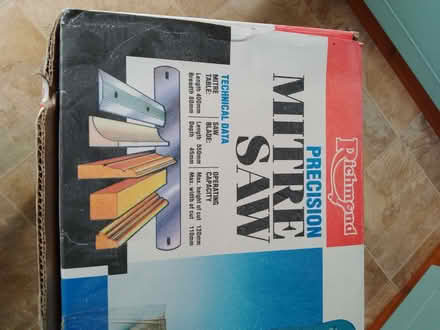 Richmond
PRECISION
MITRE
SAW
TECHNICAL DATA
MITRE
TABLE:
Length 400mm
Breadth 80mm
SAW
BLADE:
Length 550mm
Depth 45mm
OPERATING
CAPACITY
Max. height of cut 120mm
Max. width of cut 110mm